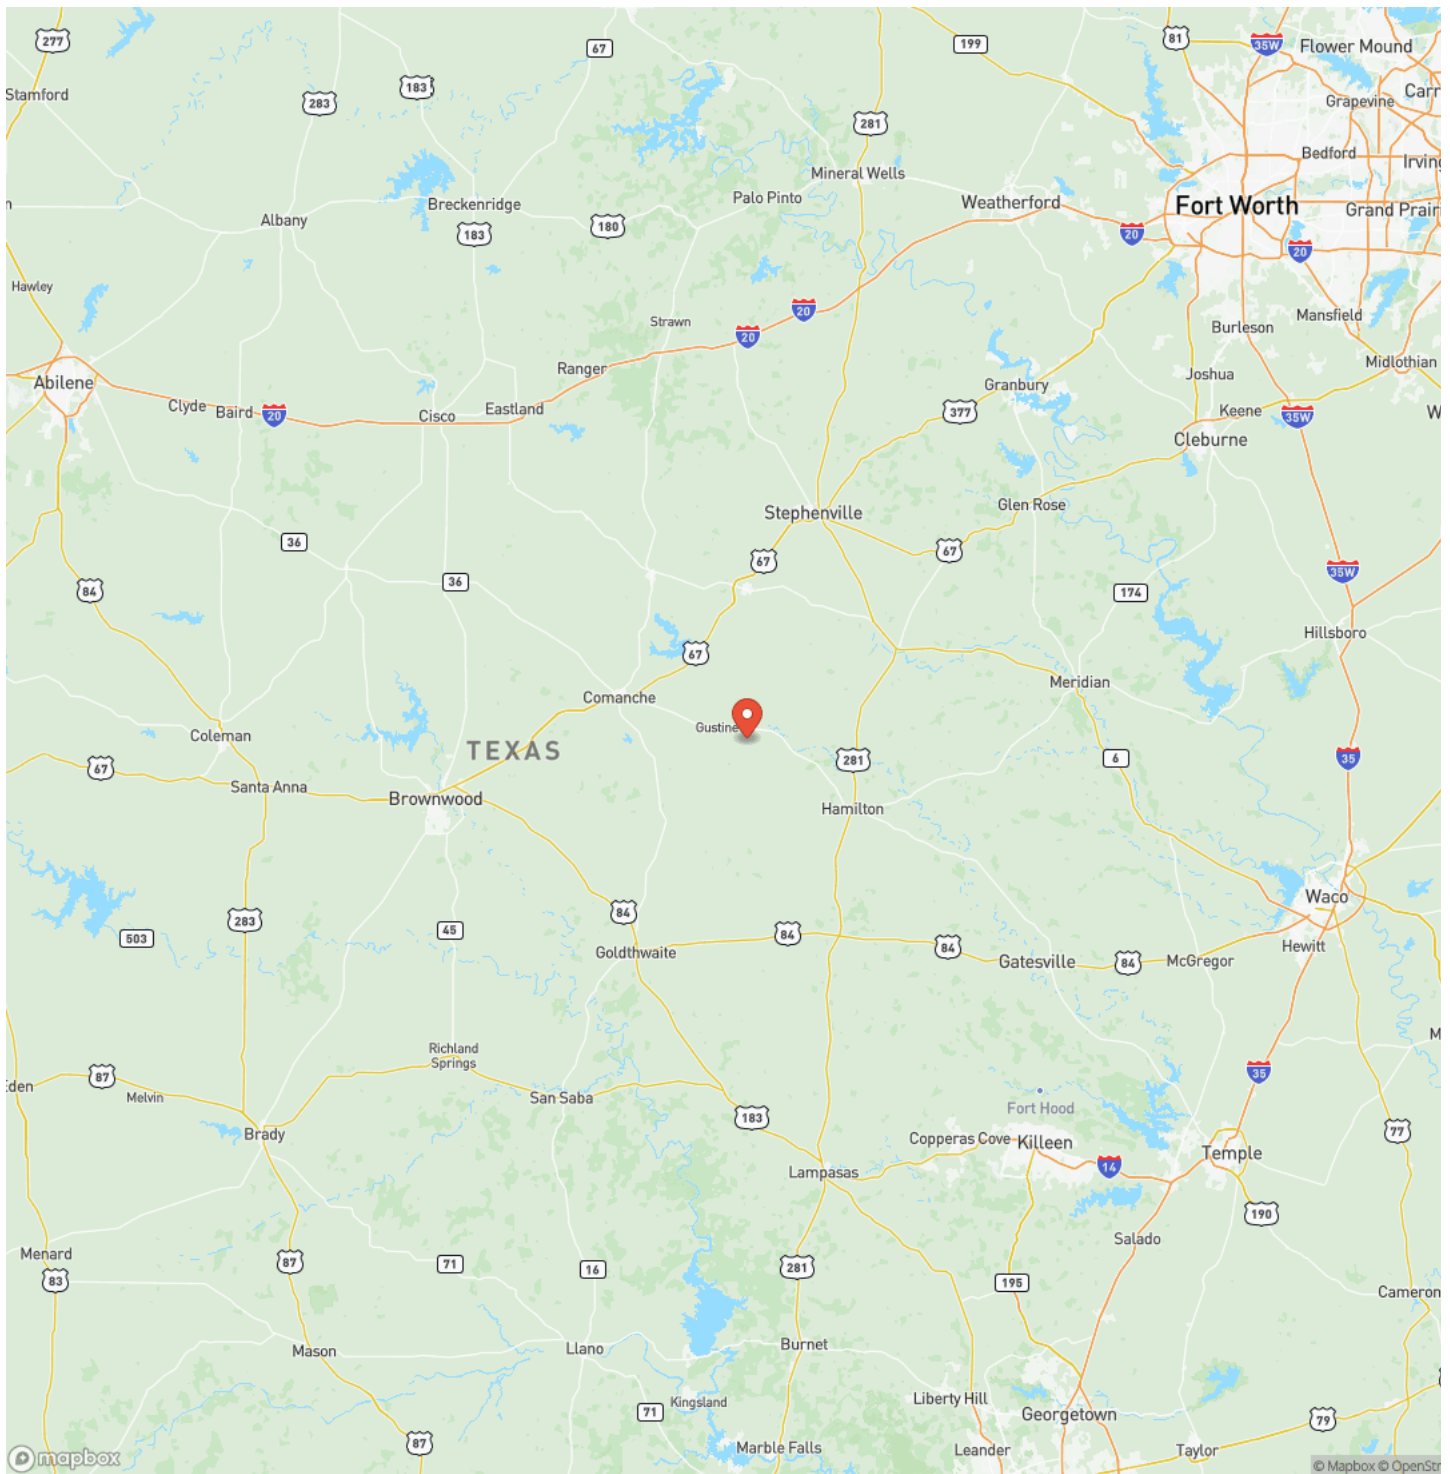 277
67
199
81
35W
Flower Mound
Stamford
283
183
281
Grapevine
Carr
Mineral Wells
Bedford
Irving
Palo Pinto
Breckenridge
Weatherford
Fort Worth
Grand Prairi
Albany
183
180
20
20
Hawley
20
Strawn
20
Burleson
Mansfield
Abilene
Ranger
Granbury
Joshua
Midlothian
Clyde
Baird
20
Cisco
Eastland
377
Keene
35W
W
Cleburne
Stephenville
Glen Rose
36
67
67
36
84
174
35W
67
Hillsboro
Comanche
Meridian
Coleman
Gustine
TEXAS
67
281
6
35
Santa Anna
Brownwood
Hamilton
Waco
283
84
503
45
84
84
84
Goldthwaite
Gatesville
McGregor
Hewitt
Richland
Springs
M
87
35
Eden
Melvin
San Saba
Fort Hood
183
Brady
Copperas Cove
Killeen
77
14
Temple
Lampasas
190
Menard
Salado
83
87
71
16
281
195
Cameron
Mason
Llano
Burnet
Kingsland
Liberty Hill
71
Georgetown
79
87
Marble Falls
Leander
Taylor
mapbox
© Mapbox © OpenStr